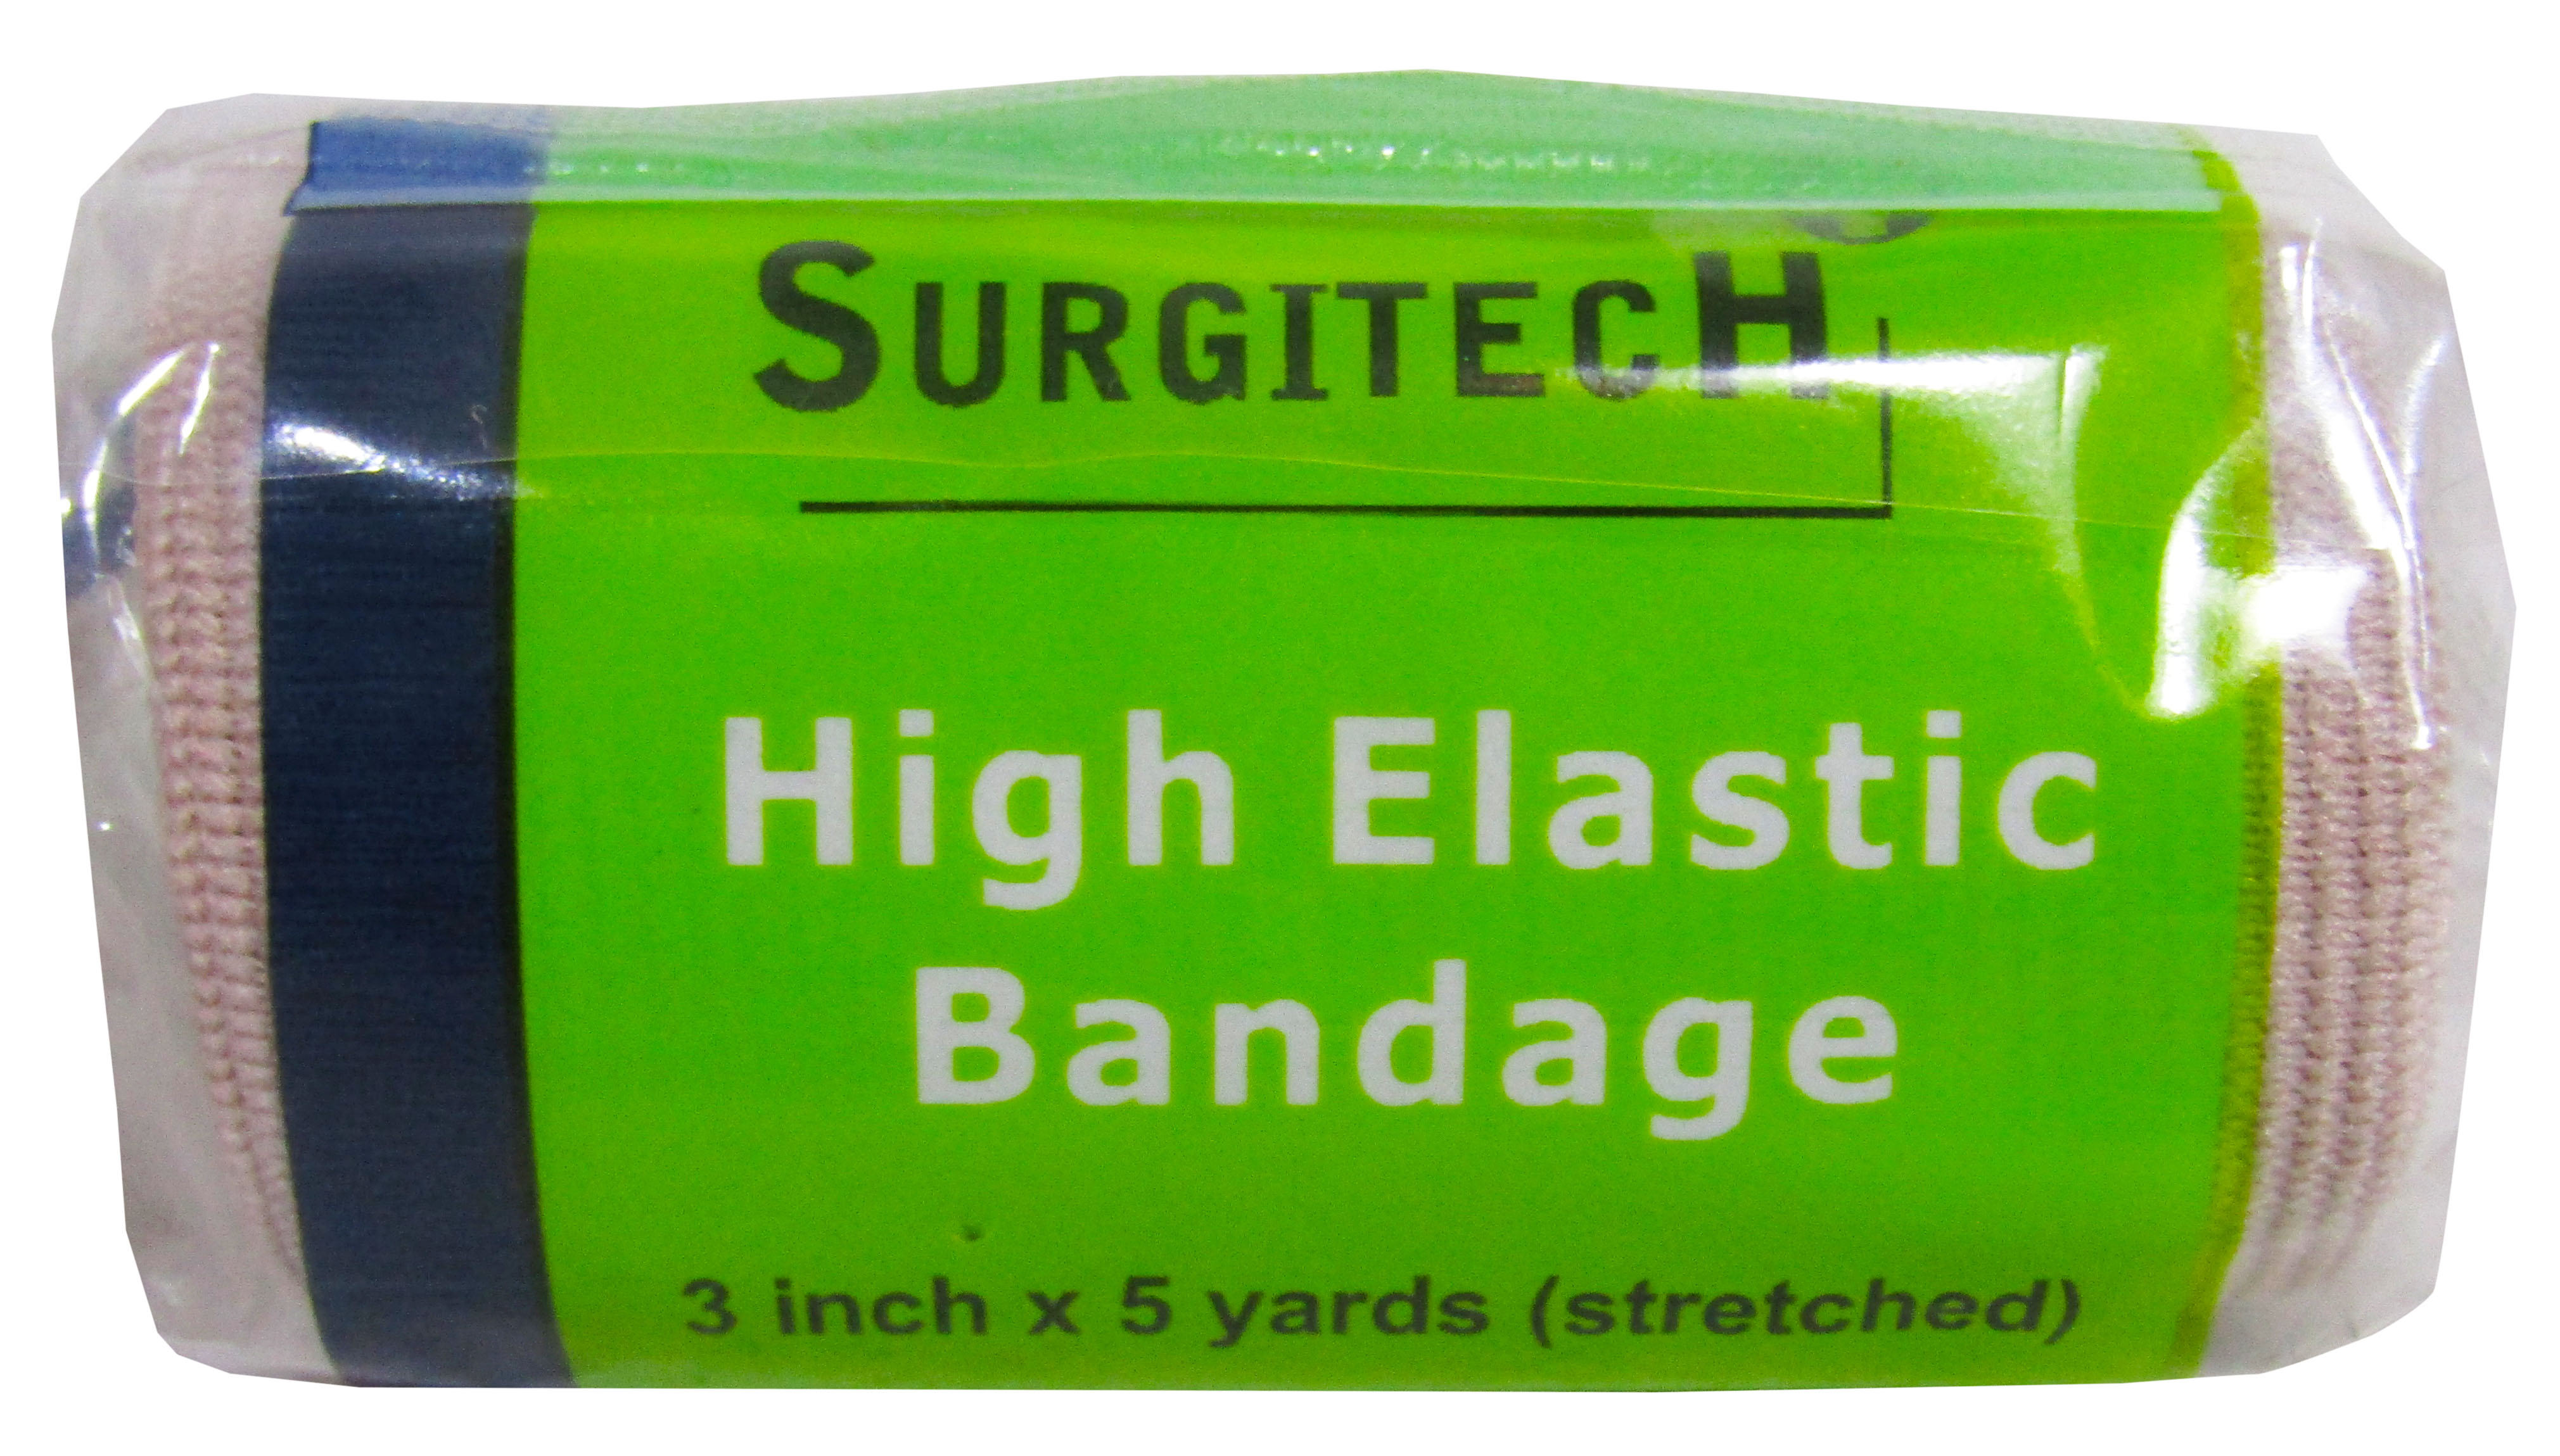 SURGITECH
High Elastic
Bandage
3 inch x 5 yards (stretched)